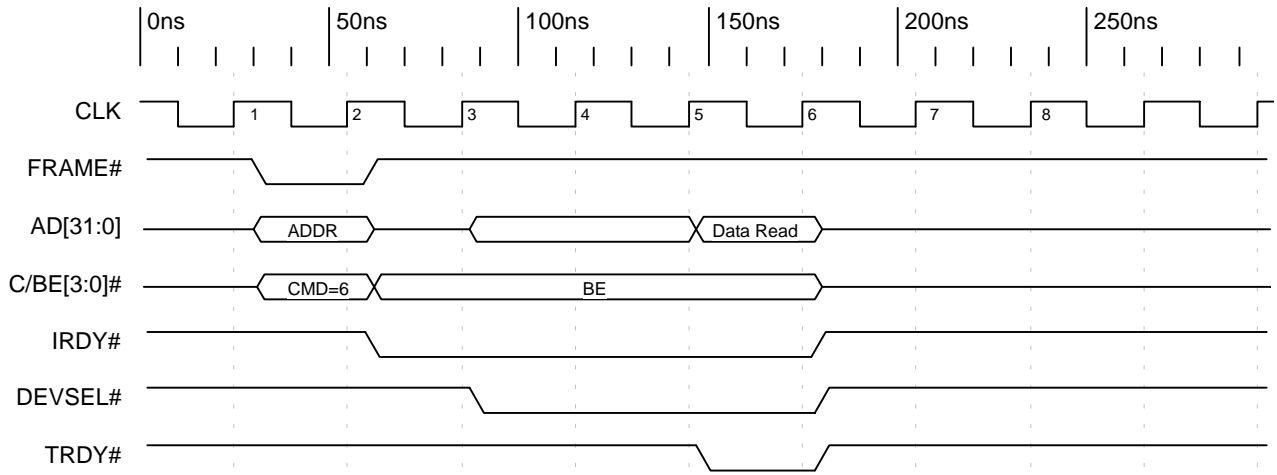 0ns 50ns 100ns 150ns 200ns 250ns
CLK 1 2 3 4 5 6 7 8
FRAME#
AD[31:0] ADDR Data Read
C/BE[3:0]# CMD=6 BE
IRDY#
DEVSEL#
TRDY#